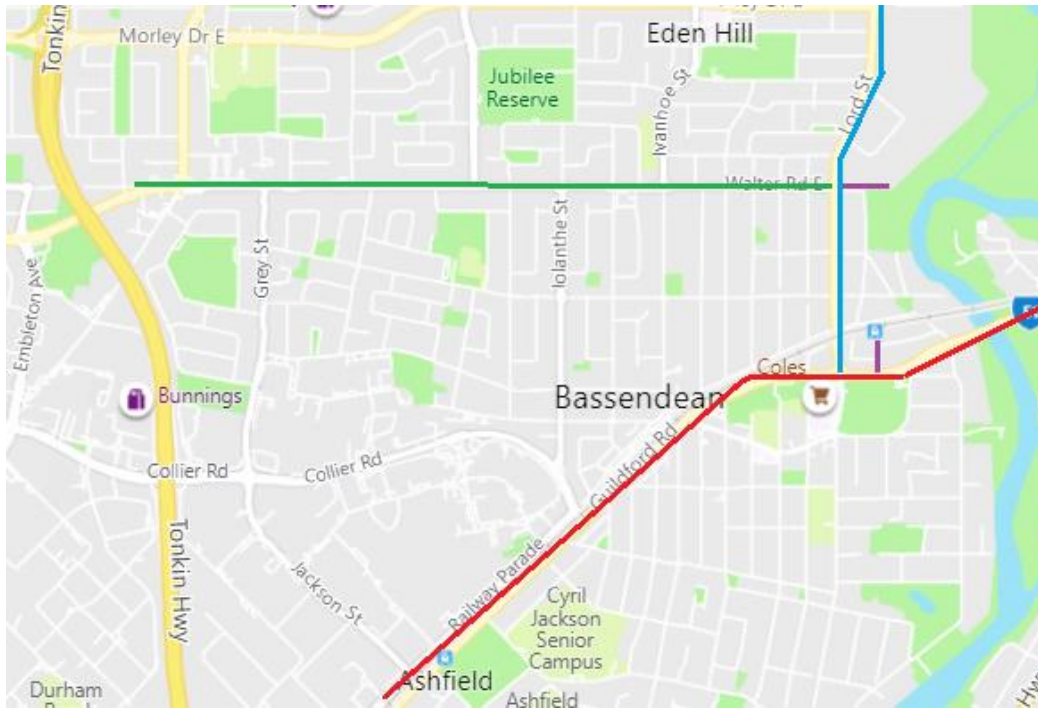 Tonkin
Morley Dr E
Eden Hill
Jubilee
Reserve
Ivanhoe St
Lord St
Walter Rd E
Iolanthe St
Grey St
Embleton Ave
Coles
Bunnings
Bassendean
Guildford Rd
Collier Rd
Collier Rd
Tonkin Hwy
Railway Parade
Jackson St
Cyril
Jackson
Senior
Campus
Ashfield
Ashfield
Durham